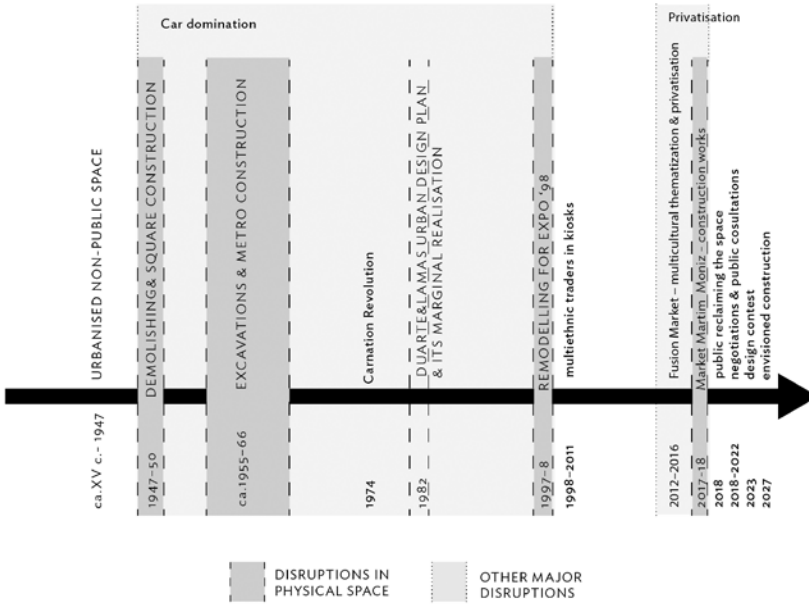 Car domination
Privatisation
URBANISED NON-PUBLIC SPACE
DEMOLISHING& SQUARE CONSTRUCTION
EXCAVATIONS & METRO CONSTRUCTION
Carnation Revolution
DUARTE&LAMAS URBAN DESIGN PLAN
& ITS MARGINAL REALISATION
REMODELLING FOR EXPO '98
multiethnic traders in kiosks
Fusion Market – multicultural thematization & privatisation
Market Martim Moniz - construction works
public reclaiming the space
negotiations & public cosultations
design contest
envisioned construction
ca.XV c.- 1947
1947–50
ca.1955–66
1974
1982
1997–8
1998–2011
2012–2016
2017-18
2018
2018-2022
2023
2027
DISRUPTIONS IN
PHYSICAL SPACE
OTHER MAJOR
DISRUPTIONS